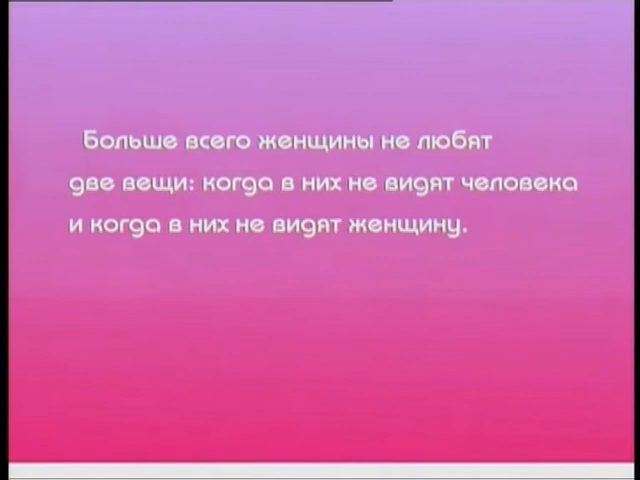 Больше всего женщины не любят
две вещи: когда в них не видят человека
и когда в них не видят женщину.